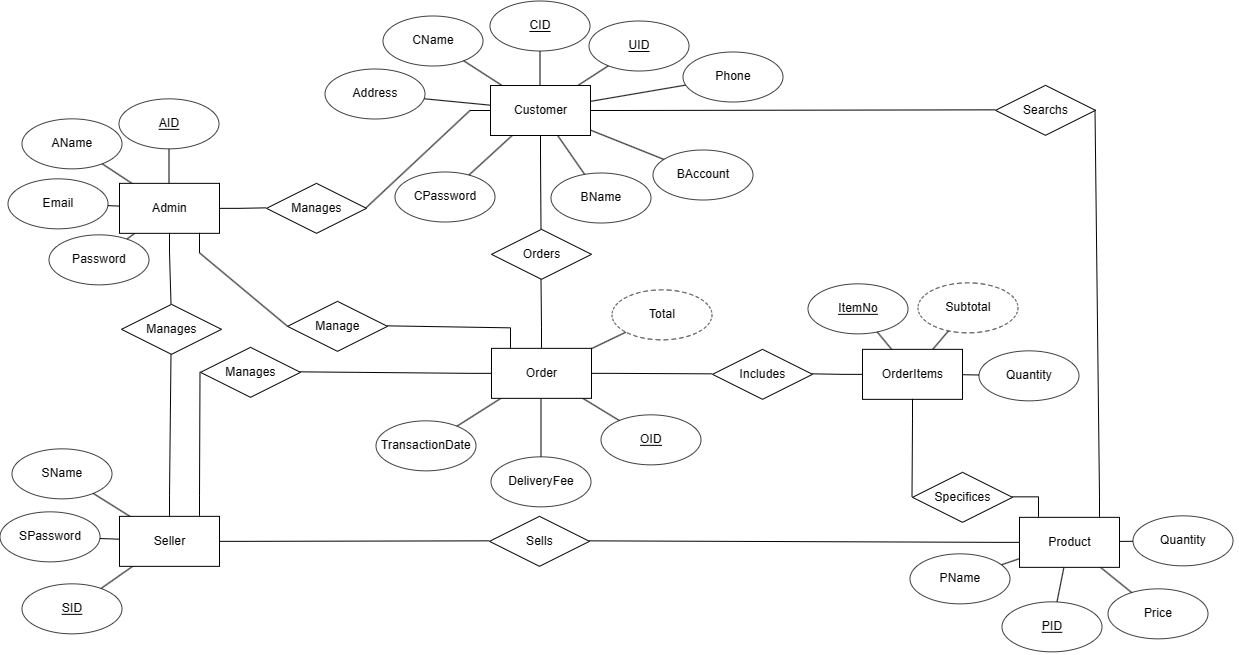 CID
CName
UID
Phone
Address
Customer
Searchs
AID
AName
BAccount
CPassword
BName
Email
Admin
Manages
Password
Orders
ItemNo
Subtotal
Total
Manage
Manages
Manages
Order
Includes
OrderItems
Quantity
TransactionDate
OID
SName
DeliveryFee
Specifices
SPassword
Seller
Sells
Product
Quantity
PName
SID
Price
PID